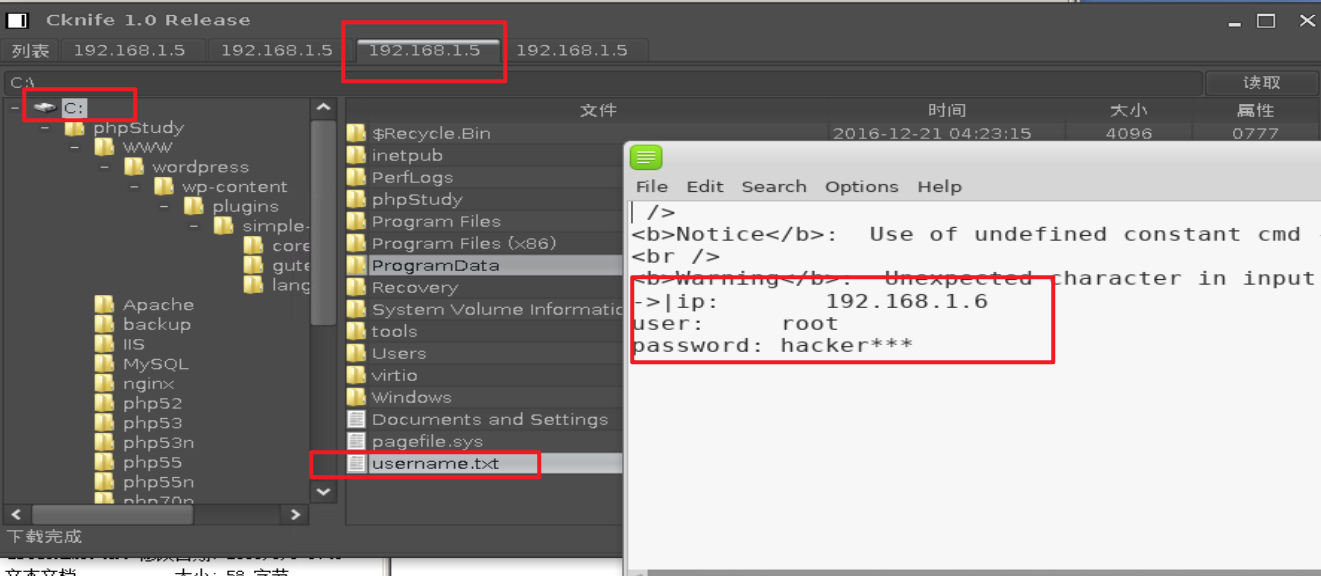 Cknife 1.0 Release
列表 192.168.1.5 192.168.1.5 192.168.1.5 192.168.1.5
C:\ 读取
C:
phpStudy
WWW
wordpress
wp-content
plugins
simple-
core
gute
lang
Apache
backup
IIS
MySQL
nginx
php52
php53
php53n
php55
php55n
php70n
文件 时间 大小 属性
$Recycle.Bin 2016-12-21 04:23:15 4096 0777
inetpub
PerfLogs
phpStudy
Program Files
Program Files (x86)
ProgramData
Recovery
System Volume Informatic
tools
Users
virtio
Windows
Documents and Settings
pagefile.sys
username.txt
下载完成
File Edit Search Options Help
/>
<b>Notice</b>: Use of undefined constant cmd
<br />
<b>Warning</b>: Unexpected character in input
->|ip: 192.168.1.6
user: root
password: hacker***
文本文档 大小: 58 字节